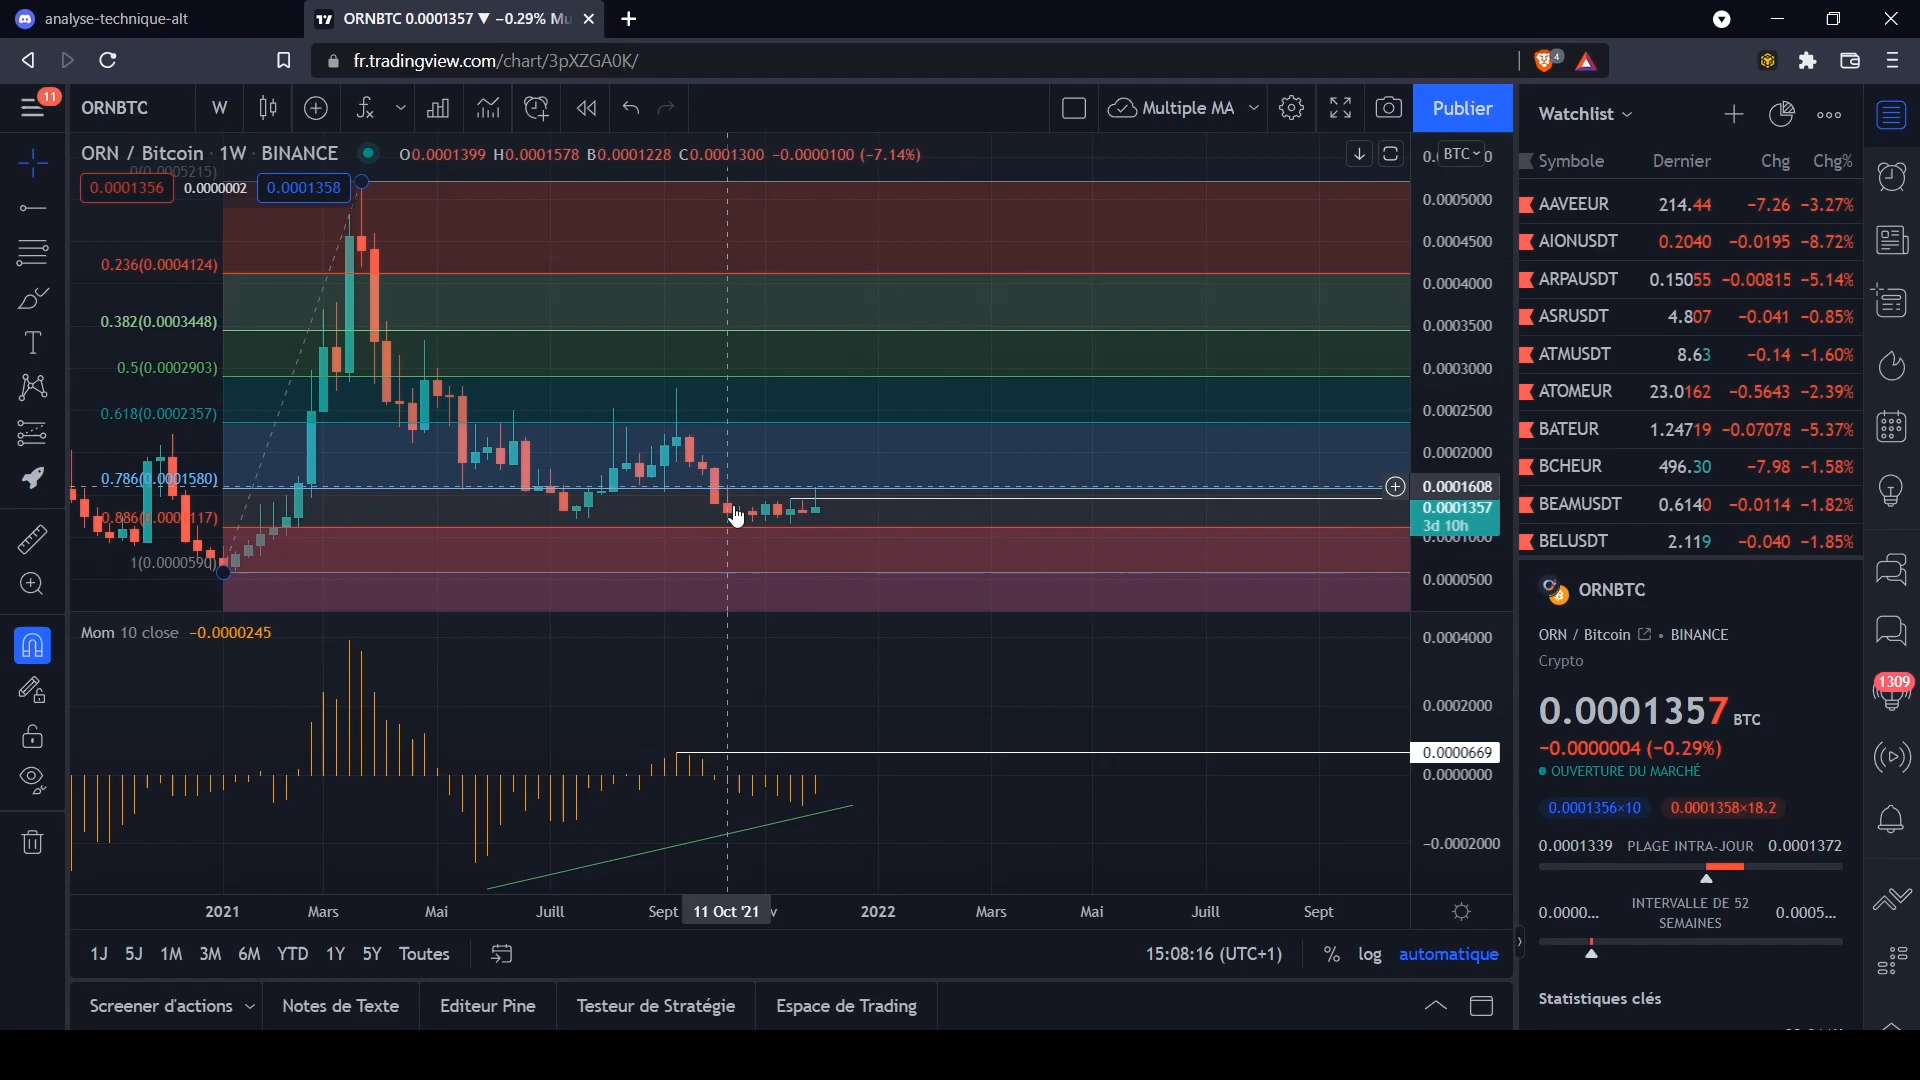 analyse-technique-alt
ORNBTC 0.0001357 ▼ −0.29% Mu
fr.tradingview.com/chart/3pXZGA0K/
4
11
ORNBTC
W
Multiple MA
Publier
Watchlist
ORN / Bitcoin · 1W · BINANCE
O0.0001399 H0.0001578 B0.0001228 C0.0001300 −0.0000100 (−7.14%)
BTC
0(0.0005215)
0.0001356
0.0000002
0.0001358
0.236(0.0004124)
0.382(0.0003448)
0.5(0.0002903)
0.618(0.0002357)
0.786(0.0001580)
1(0.0000590)
0.0005000
0.0004500
0.0004000
0.0003500
0.0003000
0.0002500
0.0002000
0.0001608
0.0001357
3d 10h
0.0001000
0.0000500
Mom 10 close −0.0000245
0.0004000
0.0002000
0.0000669
0.0000000
−0.0002000
2021
Mars
Mai
Juill
Sept
11 Oct '21
2022
Mars
Mai
Juill
Sept
1J
5J
1M
3M
6M
YTD
1Y
5Y
Toutes
15:08:16 (UTC+1)
%
log
automatique
Screener d'actions
Notes de Texte
Editeur Pine
Testeur de Stratégie
Espace de Trading
Symbole Dernier Chg Chg%
AAVEEUR 214.44 −7.26 −3.27%
AIONUSDT 0.2040 −0.0195 −8.72%
ARPAUSDT 0.15055 −0.00815 −5.14%
ASRUSDT 4.807 −0.041 −0.85%
ATMUSDT 8.63 −0.14 −1.60%
ATOMEUR 23.0162 −0.5643 −2.39%
BATEUR 1.24719 −0.07078 −5.37%
BCHEUR 496.30 −7.98 −1.58%
BEAMUSDT 0.6140 −0.0114 −1.82%
BELUSDT 2.119 −0.040 −1.85%
ORNBTC
ORN / Bitcoin • BINANCE
Crypto
0.0001357 BTC
−0.0000004 (−0.29%)
OUVERTURE DU MARCHÉ
0.0001356×10
0.0001358×18.2
0.0001339 PLAGE INTRA-JOUR 0.0001372
0.0000... INTERVALLE DE 52 SEMAINES 0.0005...
Statistiques clés
1309